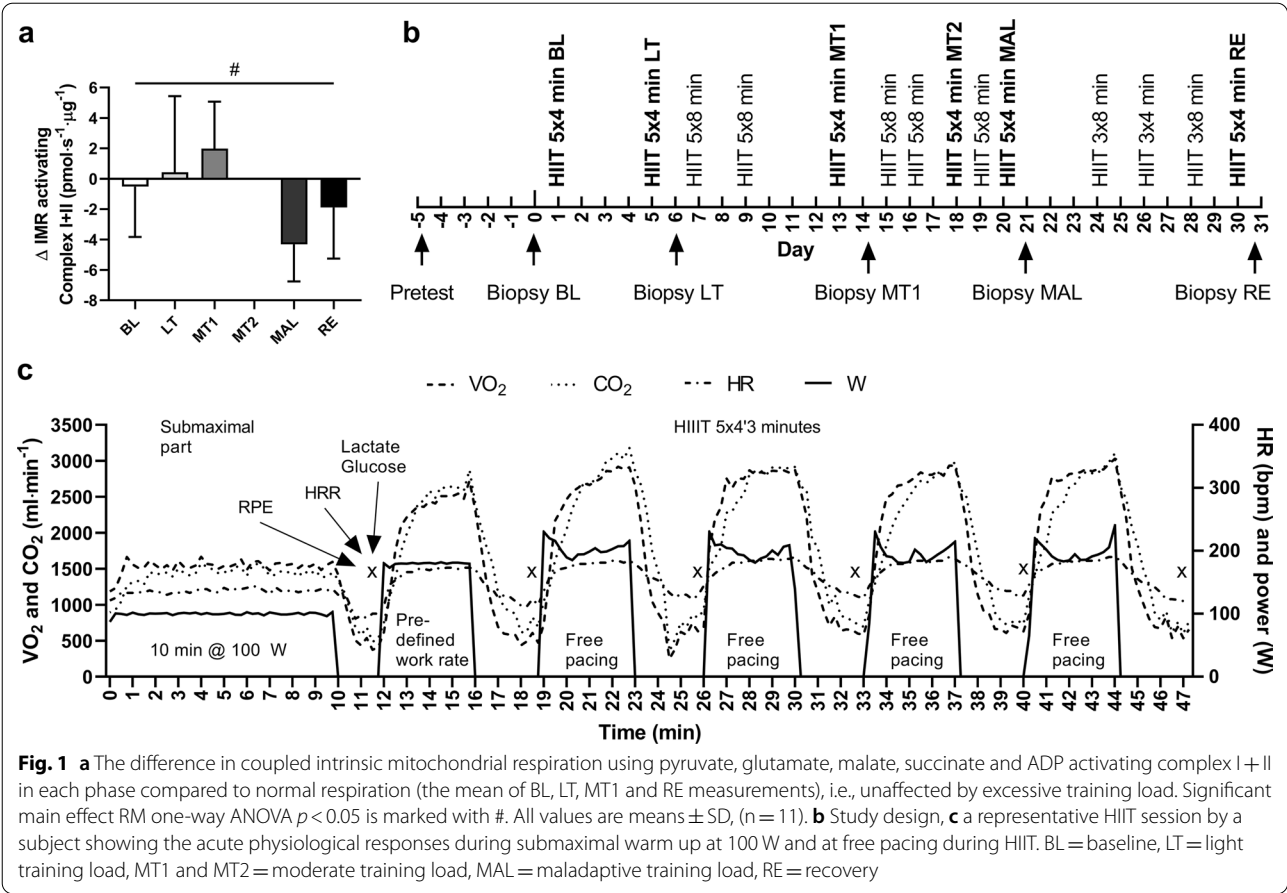 a
#
Δ IMR activating
Complex I+II (pmol·s⁻¹·µg⁻¹)
6
4
2
0
-2
-4
-6
-8
BL
LT
MT1
MT2
MAL
RE
b
HIIT 5x4 min BL
HIIT 5x4 min LT
HIIT 5x8 min
HIIT 5x8 min
HIIT 5x4 min MT1
HIIT 5x8 min
HIIT 5x8 min
HIIT 5x4 min MT2
HIIT 5x8 min
HIIT 5x4 min MAL
HIIT 3x8 min
HIIT 3x4 min
HIIT 3x8 min
HIIT 5x4 min RE
-5 -4 -3 -2 -1 0 1 2 3 4 5 6 7 8 9 10 11 12 13 14 15 16 17 18 19 20 21 22 23 24 25 26 27 28 29 30 31
Day
Pretest
Biopsy BL
Biopsy LT
Biopsy MT1
Biopsy MAL
Biopsy RE
c
VO₂ CO₂ HR W
VO₂ and CO₂ (ml·min⁻¹)
3500
3000
2500
2000
1500
1000
500
0
Submaximal
part
HIIIT 5x4'3 minutes
Lactate
Glucose
HRR
RPE
x x x x x x
10 min @ 100 W
Pre-
defined
work rate
Free
pacing
Free
pacing
Free
pacing
Free
pacing
400
300
200
100
0
HR (bpm) and power (W)
0 1 2 3 4 5 6 7 8 9 10 12 13 14 15 16 17 18 19 20 21 22 23 24 25 26 27 28 29 30 31 32 33 34 35 36 37 38 39 40 41 42 43 44 45 46 47
Time (min)
Fig. 1 a The difference in coupled intrinsic mitochondrial respiration using pyruvate, glutamate, malate, succinate and ADP activating complex I + II
in each phase compared to normal respiration (the mean of BL, LT, MT1 and RE measurements), i.e., unaffected by excessive training load. Significant
main effect RM one-way ANOVA p < 0.05 is marked with #. All values are means ± SD, (n = 11). b Study design, c a representative HIIT session by a
subject showing the acute physiological responses during submaximal warm up at 100 W and at free pacing during HIIT. BL = baseline, LT = light
training load, MT1 and MT2 = moderate training load, MAL = maladaptive training load, RE = recovery